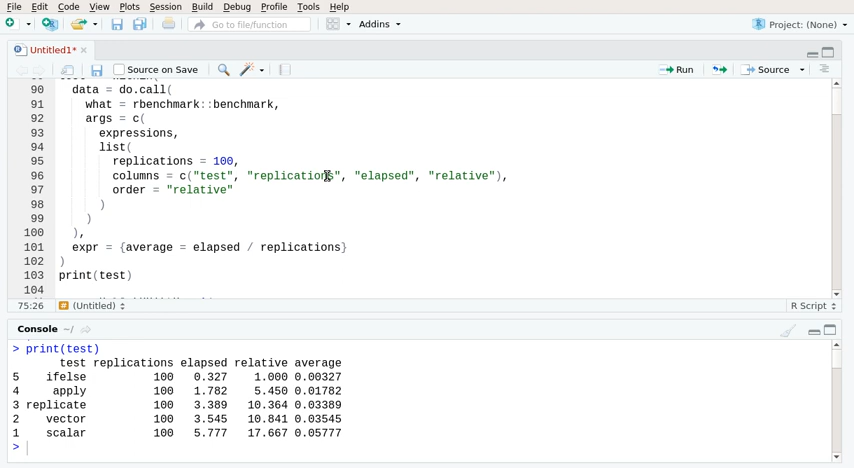 File Edit Code View Plots Session Build Debug Profile Tools Help
Go to file/function
Addins
Project: (None)
Untitled1*
Source on Save
Run
Source
90 data = do.call(
91 what = rbenchmark::benchmark,
92 args = c(
93 expressions,
94 list(
95 replications = 100,
96 columns = c("test", "replications", "elapsed", "relative"),
97 order = "relative"
98 )
99 )
100 ),
101 expr = {average = elapsed / replications}
102 )
103 print(test)
104
75:26
(Untitled)
R Script
Console ~/
> print(test)
test replications elapsed relative average
5 ifelse 100 0.327 1.000 0.00327
4 apply 100 1.782 5.450 0.01782
3 replicate 100 3.389 10.364 0.03389
2 vector 100 3.545 10.841 0.03545
1 scalar 100 5.777 17.667 0.05777
>